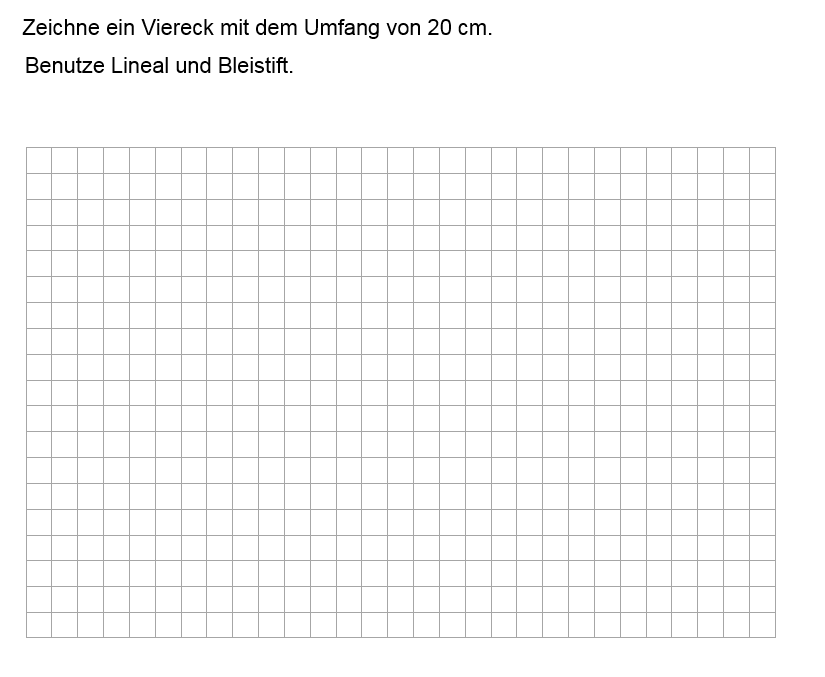 Zeichne ein Viereck mit dem Umfang von 20 cm.
Benutze Lineal und Bleistift.